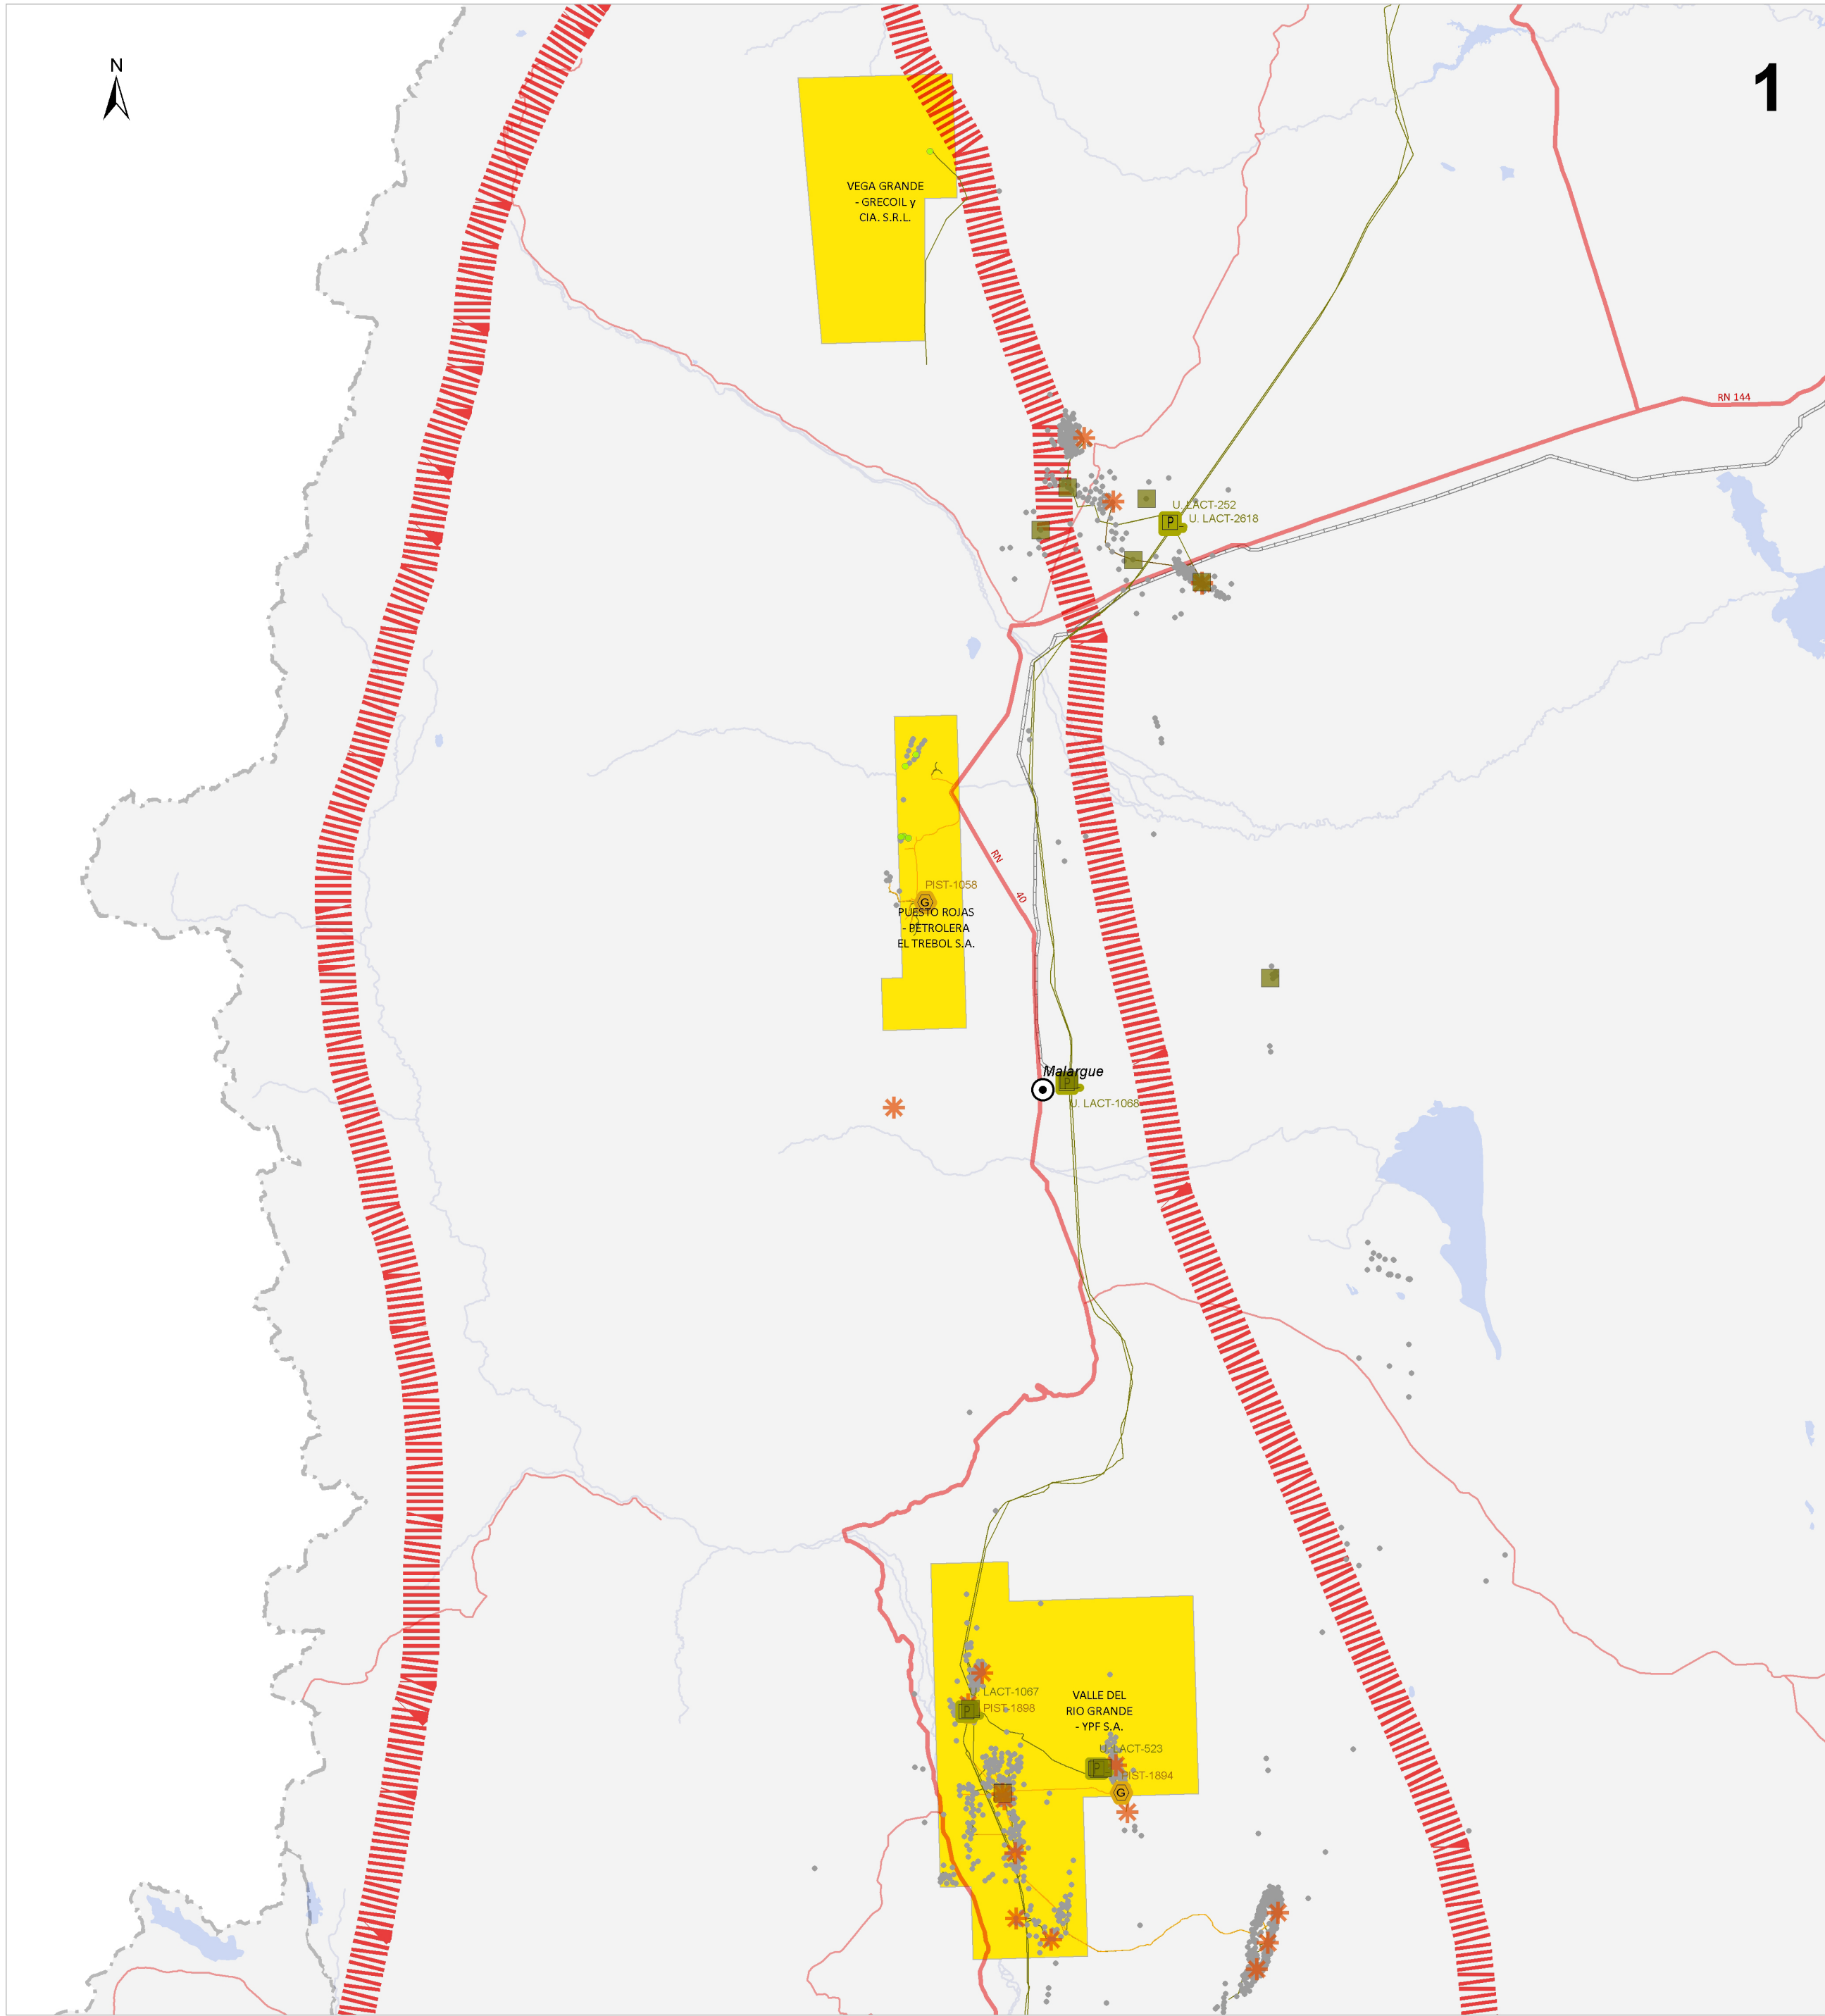 N
1
VEGA GRANDE
- GRECOIL y
CIA. S.R.L.
RN 144
U. LACT-252
P
U. LACT-2618
RN
40
PIST-1058
G
PUESTO ROJAS
- PETROLERA
EL TREBOL S.A.
Malargue
P
U. LACT-1068
LACT-1067
P
PIST-1898
VALLE DEL
RIO GRANDE
- YPF S.A.
U. LACT-523
P
PIST-1894
G